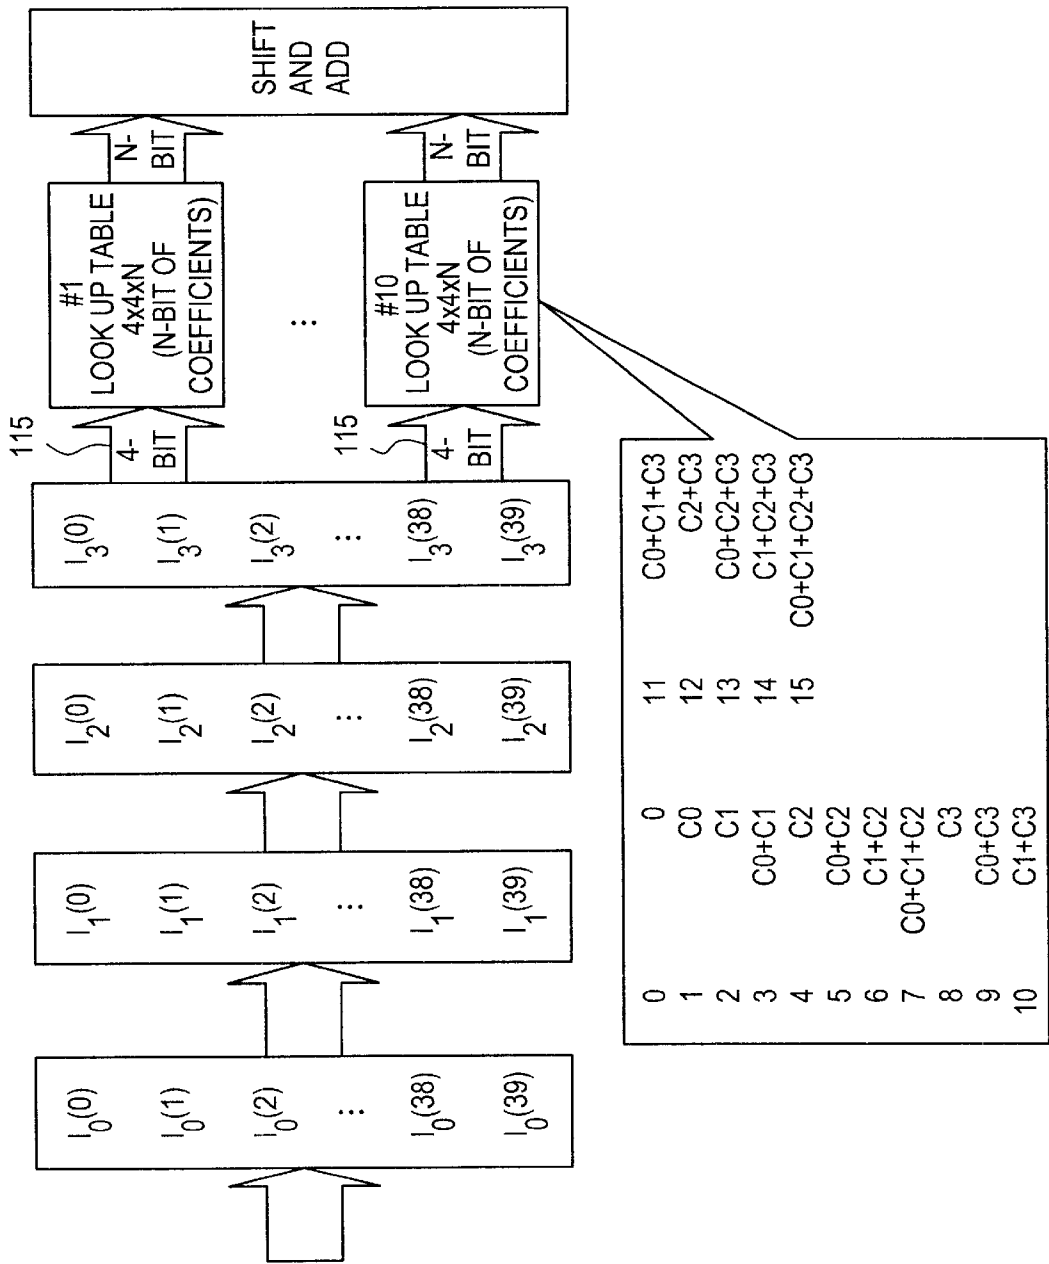 I0(0)
I0(1)
I0(2)
⋮
I0(38)
I0(39)
I1(0)
I1(1)
I1(2)
⋮
I1(38)
I1(39)
I2(0)
I2(1)
I2(2)
⋮
I2(38)
I2(39)
I3(0)
I3(1)
I3(2)
⋮
I3(38)
I3(39)
115
4-
BIT
115
4-
BIT
#1
LOOK UP TABLE
4x4xN
(N-BIT OF
COEFFICIENTS)
⋮
#10
LOOK UP TABLE
4x4xN
(N-BIT OF
COEFFICIENTS)
N-
BIT
N-
BIT
SHIFT
AND
ADD
0 0
1 C0
2 C1
3 C0+C1
4 C2
5 C0+C2
6 C1+C2
7 C0+C1+C2
8 C3
9 C0+C3
10 C1+C3
11 C0+C1+C3
12 C2+C3
13 C0+C2+C3
14 C1+C2+C3
15 C0+C1+C2+C3